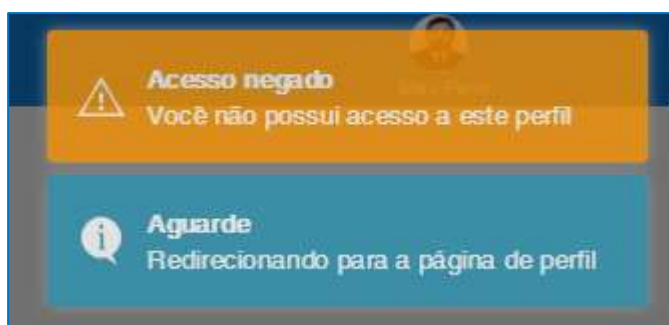 Acesso negado
Você não possui acesso a este perfil
Aguarde
Redirecionando para a página de perfil